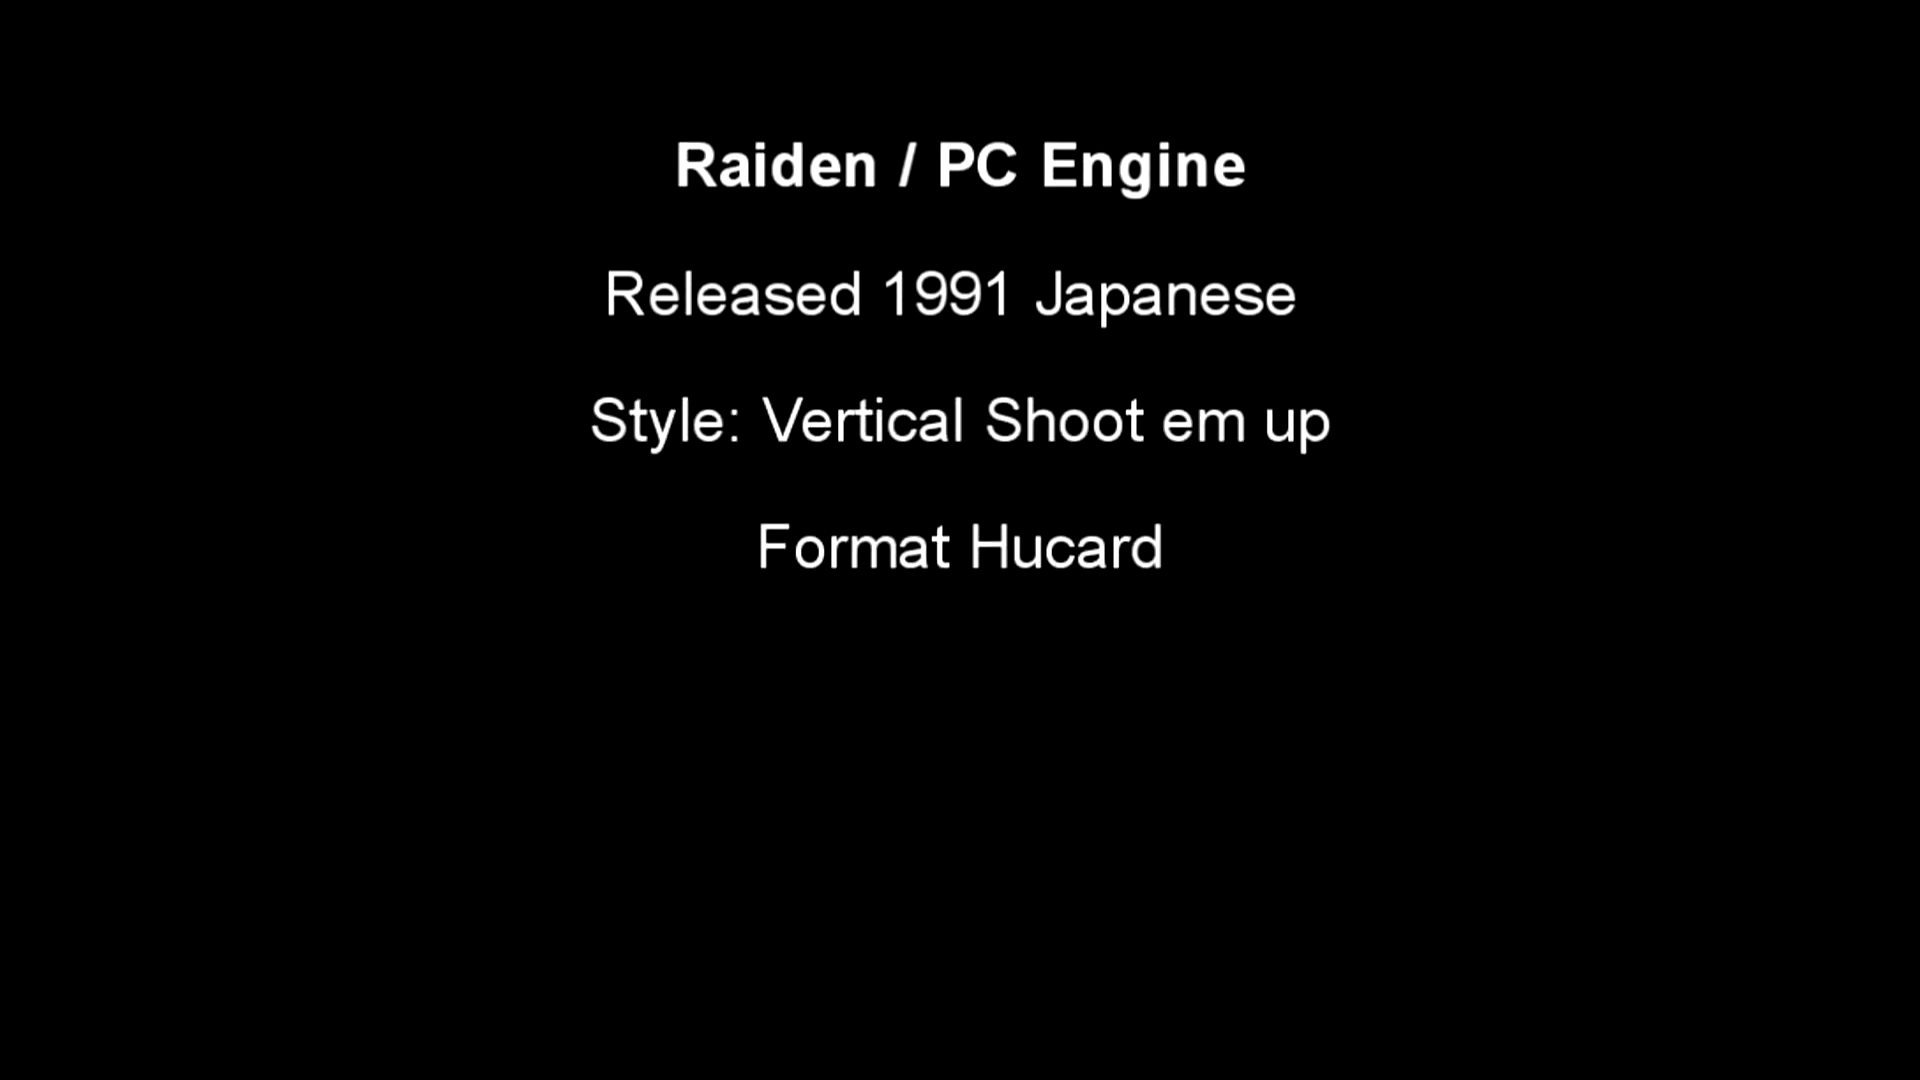 Raiden / PC Engine
Released 1991 Japanese
Style: Vertical Shoot em up
Format Hucard